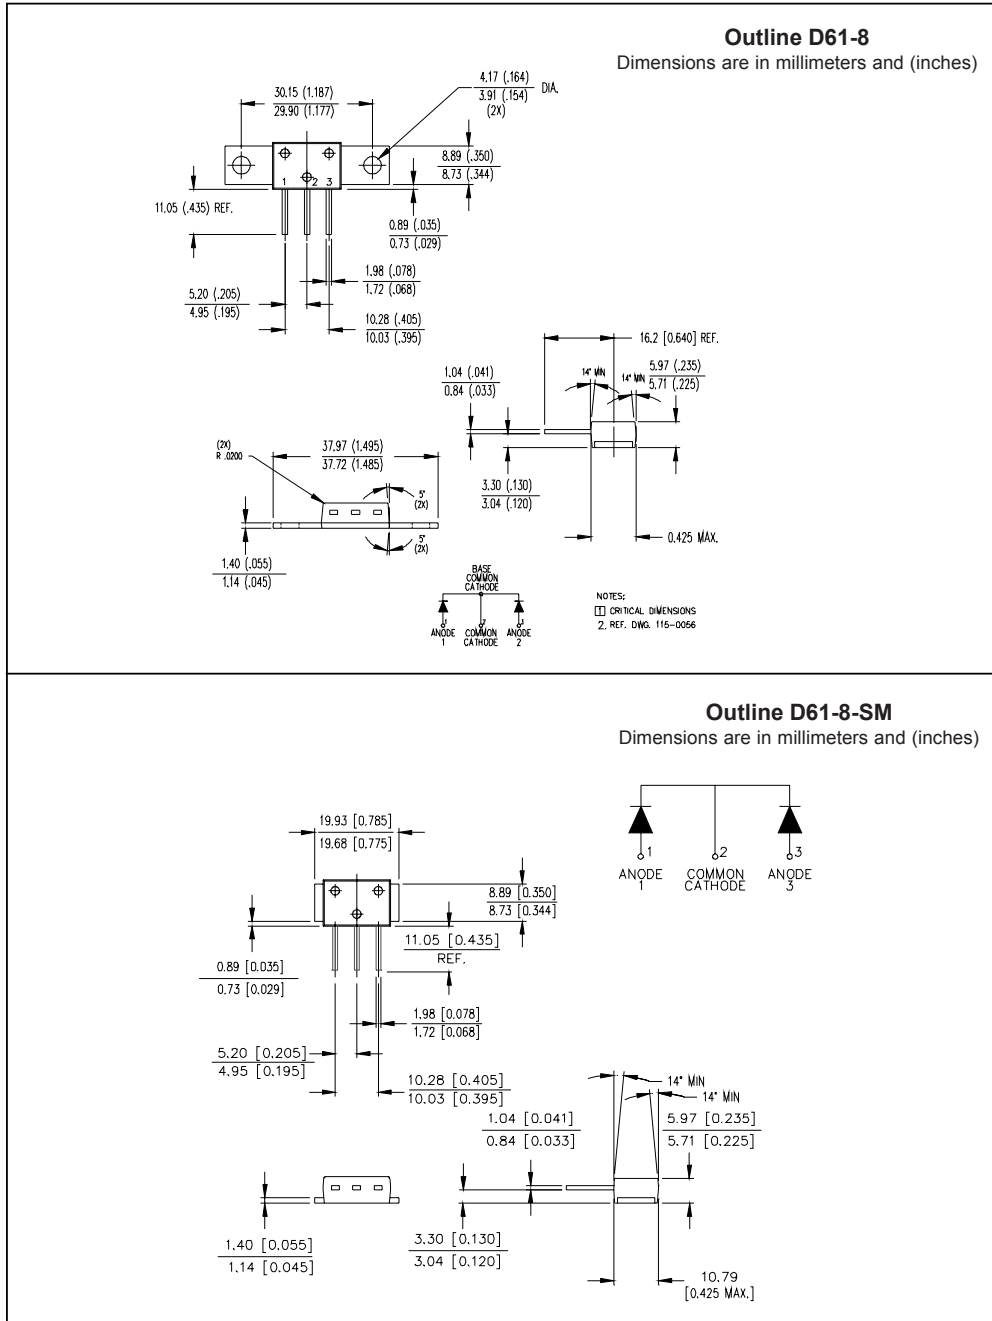 Outline D61-8
Dimensions are in millimeters and (inches)
30.15 (1.187)
29.90 (1.177)
4.17 (.164)
3.91 (.154)
DIA.
(2X)
8.89 (.350)
8.73 (.344)
1 2 3
11.05 (.435) REF.
0.89 (.035)
0.73 (.029)
1.98 (.078)
1.72 (.068)
5.20 (.205)
4.95 (.195)
10.28 (.405)
10.03 (.395)
16.2 [0.640] REF.
1.04 (.041)
0.84 (.033)
14° MIN
14° MIN
5.97 (.235)
5.71 (.225)
(2X)
R .0200
37.97 (1.495)
37.72 (1.485)
5°
(2X)
3.30 (.130)
3.04 (.120)
0.425 MAX.
5°
(2X)
1.40 (.055)
1.14 (.045)
BASE
COMMON
CATHODE
1 2 3
ANODE COMMON ANODE
1 CATHODE 2
NOTES:
1 CRITICAL DIMENSIONS
2. REF. DWG. 115-0056
Outline D61-8-SM
Dimensions are in millimeters and (inches)
19.93 [0.785]
19.68 [0.775]
1 2 3
ANODE COMMON ANODE
1 CATHODE 3
8.89 [0.350]
8.73 [0.344]
11.05 [0.435]
REF.
0.89 [0.035]
0.73 [0.029]
1.98 [0.078]
1.72 [0.068]
5.20 [0.205]
4.95 [0.195]
10.28 [0.405]
10.03 [0.395]
14° MIN
14° MIN
1.04 [0.041]
0.84 [0.033]
5.97 [0.235]
5.71 [0.225]
1.40 [0.055]
1.14 [0.045]
3.30 [0.130]
3.04 [0.120]
10.79
[0.425 MAX.]